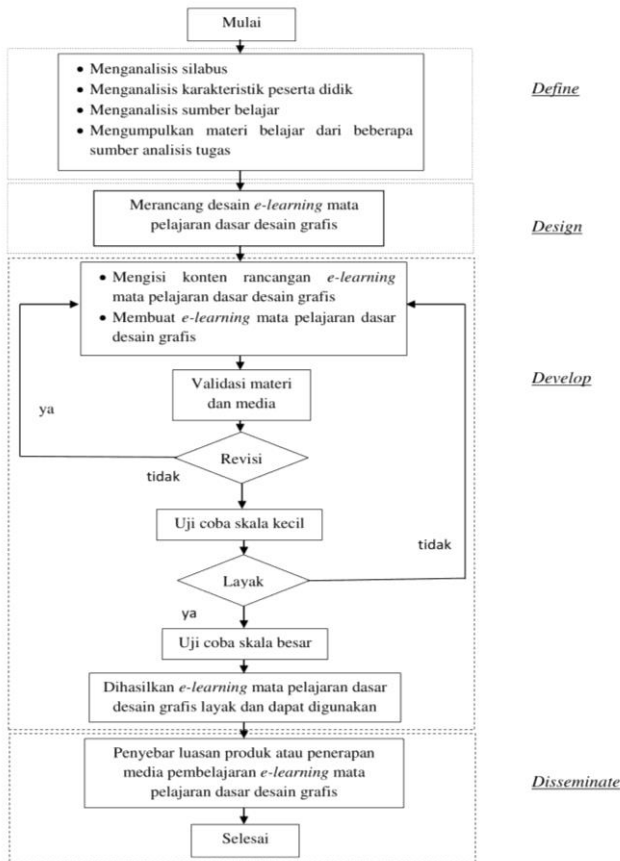 Mulai
• Menganalisis silabus
• Menganalisis karakteristik peserta didik
• Menganalisis sumber belajar
• Mengumpulkan materi belajar dari beberapa
sumber analisis tugas
Define
Merancang desain e-learning mata
pelajaran dasar desain grafis
Design
• Mengisi konten rancangan e-learning
mata pelajaran dasar desain grafis
• Membuat e-learning mata pelajaran dasar
desain grafis
Develop
Validasi materi
dan media
ya
Revisi
tidak
Uji coba skala kecil
tidak
Layak
ya
Uji coba skala besar
Dihasilkan e-learning mata pelajaran dasar
desain grafis layak dan dapat digunakan
Penyebar luasan produk atau penerapan
media pembelajaran e-learning mata
pelajaran dasar desain grafis
Disseminate
Selesai